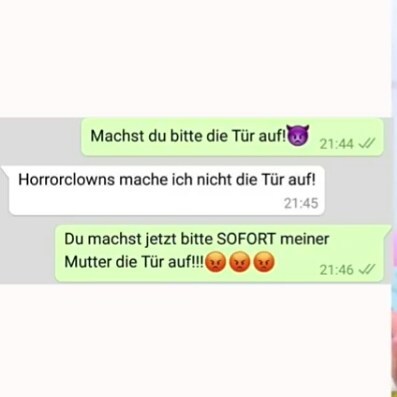 Machst du bitte die Tür auf!😈
21:44
Horrorclowns mache ich nicht die Tür auf!
21:45
Du machst jetzt bitte SOFORT meiner
Mutter die Tür auf!!!😡😡😡
21:46